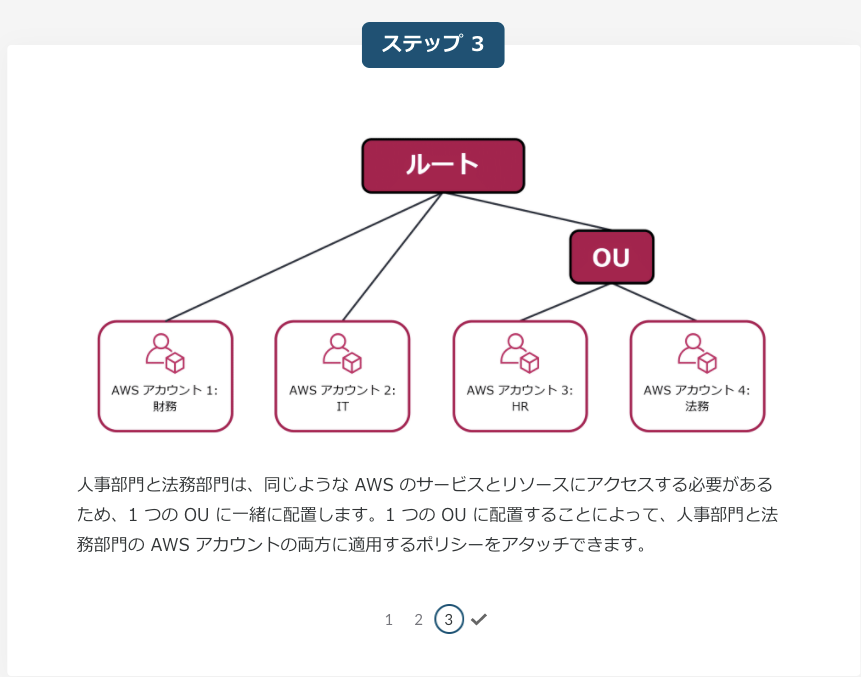 ステップ 3
ルート
OU
AWS アカウント 1:
財務
AWS アカウント 2:
IT
AWS アカウント 3:
HR
AWS アカウント 4:
法務
人事部門と法務部門は、同じような AWS のサービスとリソースにアクセスする必要がある
ため、1 つの OU に一緒に配置します。1 つの OU に配置することによって、人事部門と法
務部門の AWS アカウントの両方に適用するポリシーをアタッチできます。
1 2 3